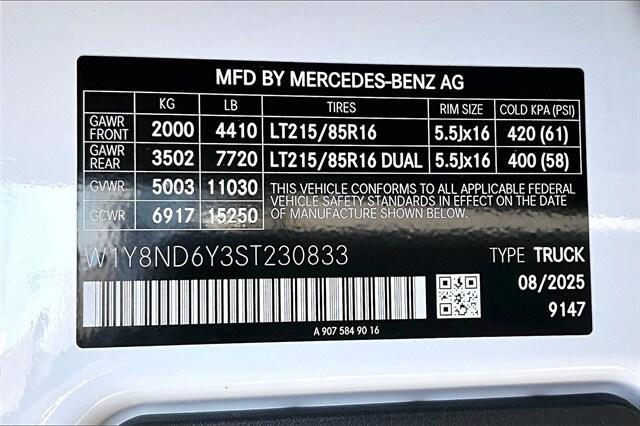 MFD BY MERCEDES-BENZ AG
KG LB TIRES RIM SIZE COLD KPA (PSI)
GAWR FRONT 2000 4410 LT215/85R16 5.5Jx16 420 (61)
GAWR REAR 3502 7720 LT215/85R16 DUAL 5.5Jx16 400 (58)
GVWR 5003 11030 THIS VEHICLE CONFORMS TO ALL APPLICABLE FEDERAL
VEHICLE SAFETY STANDARDS IN EFFECT ON THE DATE
GCWR 6917 15250 OF MANUFACTURE SHOWN BELOW.
W1Y8ND6Y3ST230833 TYPE TRUCK
08/2025
9147
A 907 584 90 16